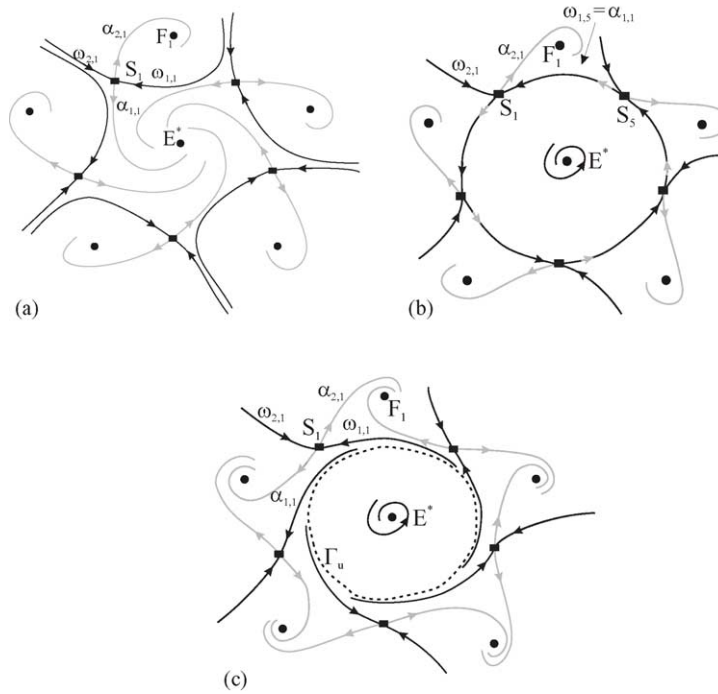 α2,1
F1
ω2,1
S1
ω1,1
α1,1
E*
(a)
ω1,5 = α1,1
α2,1
F1
ω2,1
S1
S5
E*
(b)
α2,1
F1
ω2,1
S1
ω1,1
α1,1
E*
Γu
(c)